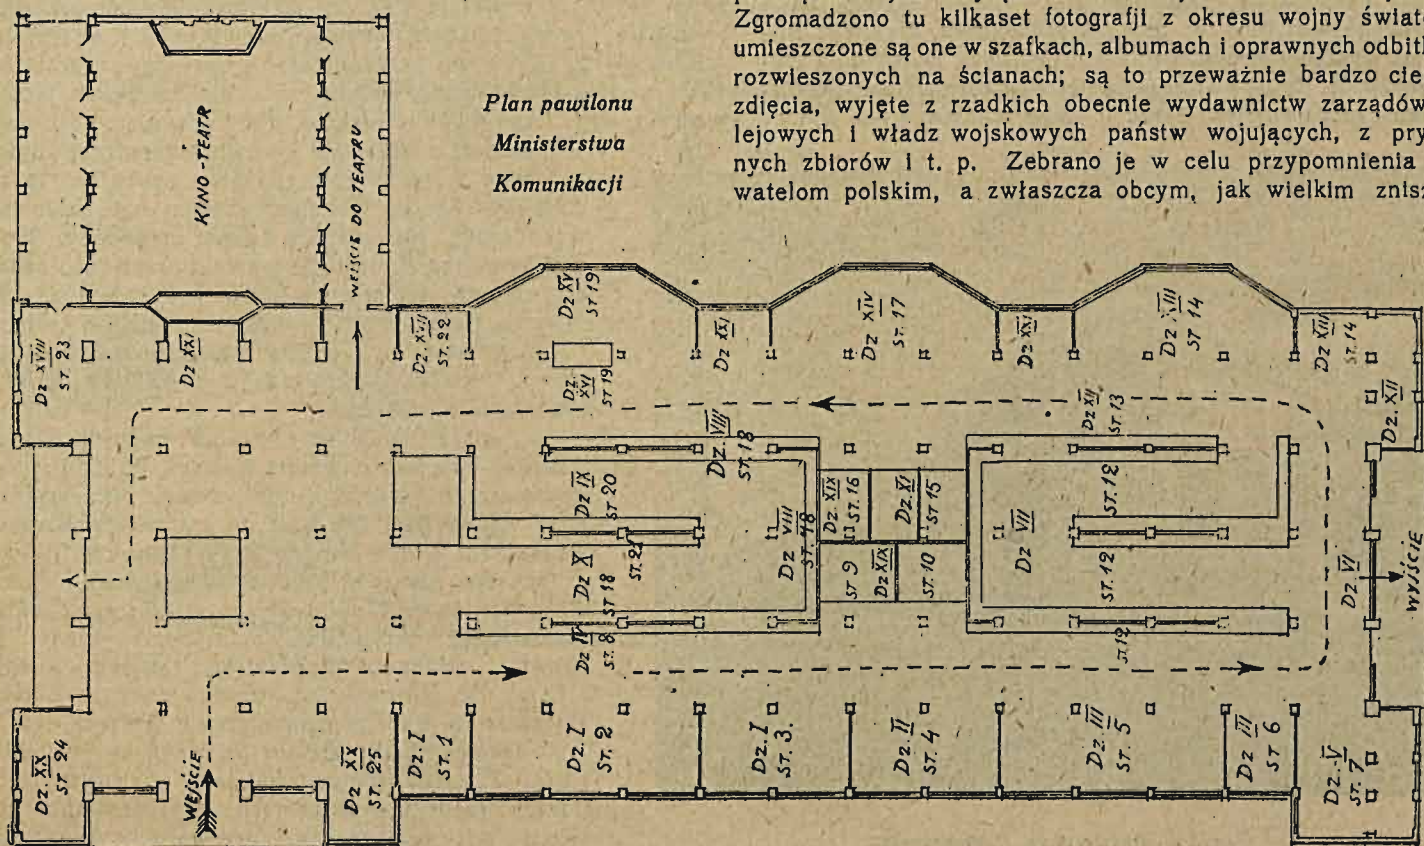 Zgromadzono tu kilkaset fotografji z okresu wojny świat
umieszczone są one w szafkach, albumach i oprawnych odbitk
rozwieszonych na ścianach; są to przeważnie bardzo cie
zdjęcia, wyjęte z rzadkich obecnie wydawnictw zarządów
lejowych i władz wojskowych państw wojujących, z pry
nych zbiorów i t. p. Zebrano je w celu przypomnienia
watelom polskim, a zwłaszcza obcym, jak wielkim znisz
Plan pawilonu
Ministerstwa
Komunikacji
KINO-TEATR
WEJŚCIE DO TEATRU
Dz. XVIII
ST 23
Dz XXI
Dz. XVII
ST. 22
Dz XV
ST 19
Dz. XVI
ST 19
Dz XXI
Dz XIV
ST. 17
Dz XXI
Dz XIII
ST 14
Dz XIII
ST. 14
Dz. XII
Dz XII
ST. 13
Dz. VIII
ST. 18
Dz IX
ST 20
Dz X
ST 18
ST. 21
Dz VIII
ST. 18
Dz. XIX
ST. 16
Dz. XI
ST 15
ST 9
Dz XIX
ST. 10
Dz VII
ST. 12
ST. 12
ST. 12
Dz. VI
WYJŚCIE
Dz IV
ST. 8
Dz. XX
ST 24
WEJŚCIE
Dz XX
ST. 25
Dz. I
ST. 1
Dz. I
ST. 2
Dz. I
ST. 3.
Dz. II
ST. 4
Dz III
ST. 5
Dz III
ST 6
Dz. V
ST. 7